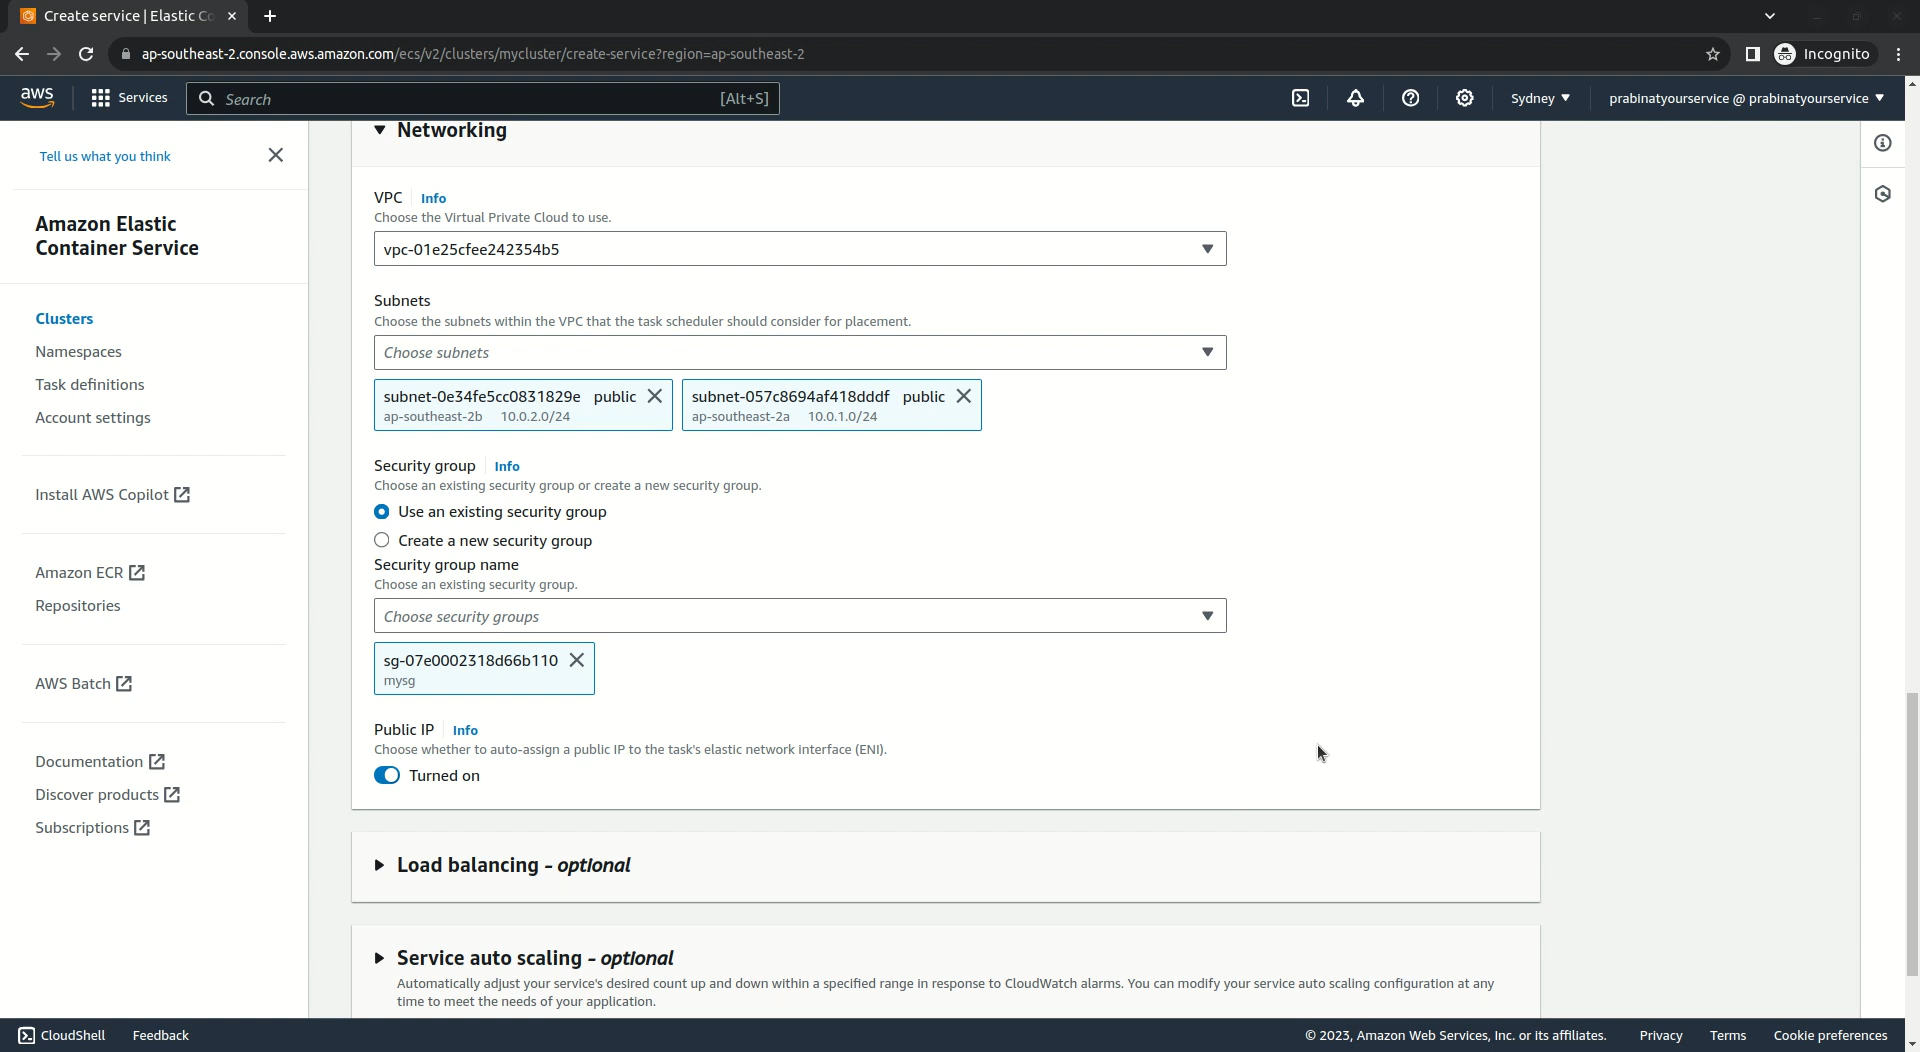 Create service | Elastic Co
ap-southeast-2.console.aws.amazon.com/ecs/v2/clusters/mycluster/create-service?region=ap-southeast-2
Incognito
aws
Services
Search
[Alt+S]
Sydney
prabinatyourservice @ prabinatyourservice
Tell us what you think
Amazon Elastic
Container Service
Clusters
Namespaces
Task definitions
Account settings
Install AWS Copilot
Amazon ECR
Repositories
AWS Batch
Documentation
Discover products
Subscriptions
Networking
VPC Info
Choose the Virtual Private Cloud to use.
vpc-01e25cfee242354b5
Subnets
Choose the subnets within the VPC that the task scheduler should consider for placement.
Choose subnets
subnet-0e34fe5cc0831829e public
ap-southeast-2b 10.0.2.0/24
subnet-057c8694af418dddf public
ap-southeast-2a 10.0.1.0/24
Security group Info
Choose an existing security group or create a new security group.
Use an existing security group
Create a new security group
Security group name
Choose an existing security group.
Choose security groups
sg-07e0002318d66b110
mysg
Public IP Info
Choose whether to auto-assign a public IP to the task's elastic network interface (ENI).
Turned on
Load balancing - optional
Service auto scaling - optional
Automatically adjust your service's desired count up and down within a specified range in response to CloudWatch alarms. You can modify your service auto scaling configuration at any
time to meet the needs of your application.
CloudShell
Feedback
© 2023, Amazon Web Services, Inc. or its affiliates.
Privacy
Terms
Cookie preferences